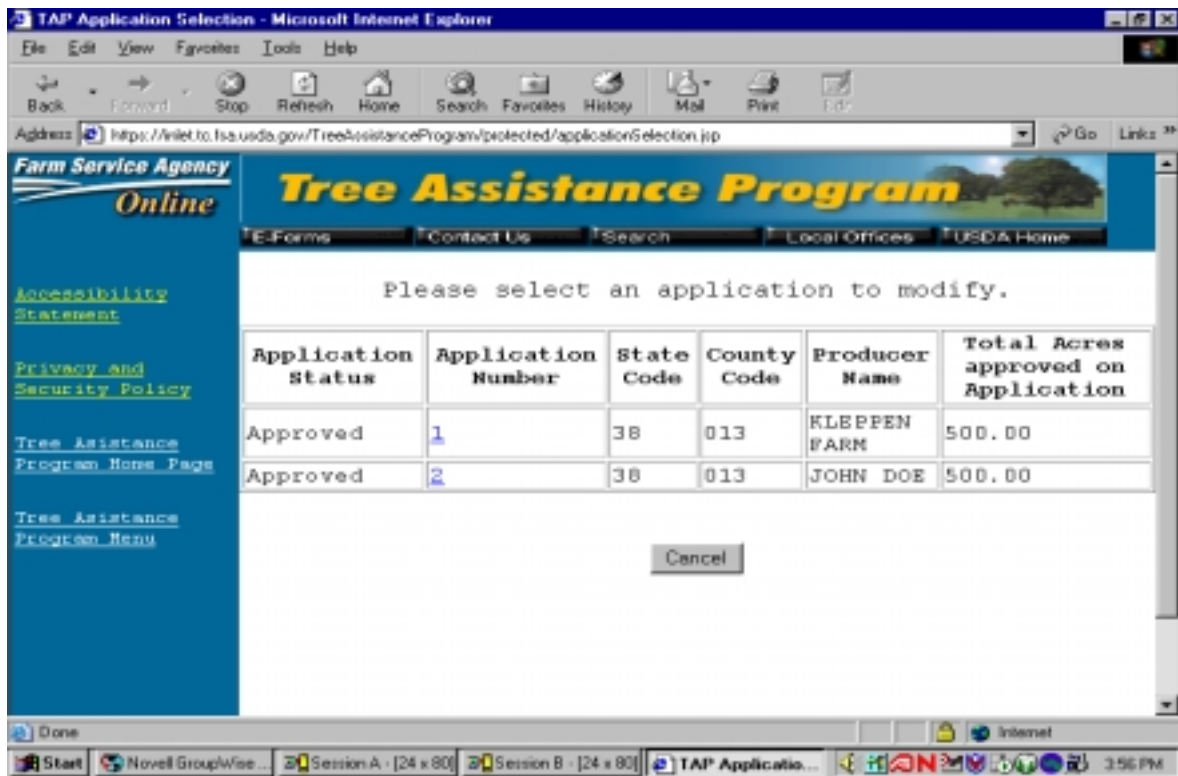 TAP Application Selection - Microsoft Internet Explorer
File Edit View Favorites Tools Help
Back Forward Stop Refresh Home Search Favorites History Mail Print Edit
Address https://inlet.tc.fsa.usda.gov/TreeAssistanceProgram/protected/applicationSelection.jsp Go Links »
Farm Service Agency
Online
Tree Assistance Program
E-Forms Contact Us Search Local Offices USDA Home
Accessibility
Statement
Privacy and
Security Policy
Tree Asistance
Program Home Page
Tree Asistance
Program Menu
Please select an application to modify.
Application Status Application Number State Code County Code Producer Name Total Acres approved on Application
Approved 1 38 013 KLEPPEN FARM 500.00
Approved 2 38 013 JOHN DOE 500.00
Cancel
Done Internet
Start Novell GroupWise... Session A - [24 x 80] Session B - [24 x 80] TAP Applicatio... 3:56 PM